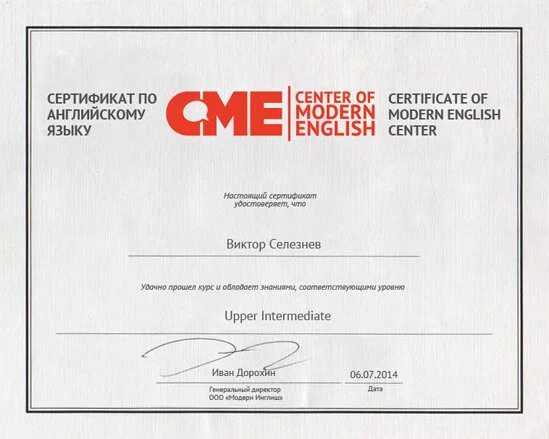 СЕРТИФИКАТ ПО
АНГЛИЙСКОМУ
ЯЗЫКУ
CME
CENTER OF
MODERN
ENGLISH
CERTIFICATE OF
MODERN ENGLISH
CENTER
Настоящий сертификат
удостоверяет, что
Виктор Селезнев
Удачно прошел курс и обладает знаниями, соответствующими уровню
Upper Intermediate
Иван Дорохин
06.07.2014
Генеральный директор
ООО «Модерн Инглиш»
Дата